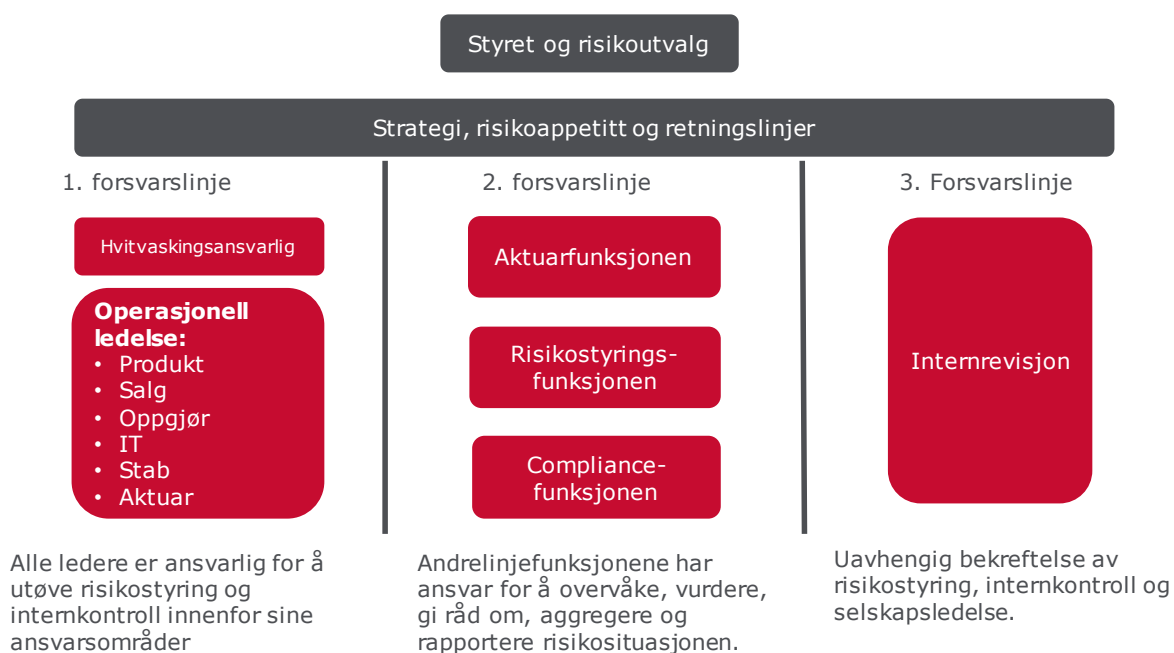 Styret og risikoutvalg
Strategi, risikoappetitt og retningslinjer
1. forsvarslinje
Hvitvaskingsansvarlig
Operasjonell
ledelse:
• Produkt
• Salg
• Oppgjør
• IT
• Stab
• Aktuar
Alle ledere er ansvarlig for å
utøve risikostyring og
internkontroll innenfor sine
ansvarsområder
2. forsvarslinje
Aktuarfunksjonen
Risikostyrings-
funksjonen
Compliance-
funksjonen
Andrelinjefunksjonene har
ansvar for å overvåke, vurdere,
gi råd om, aggregere og
rapportere risikosituasjonen.
3. Forsvarslinje
Internrevisjon
Uavhengig bekreftelse av
risikostyring, internkontroll og
selskapsledelse.